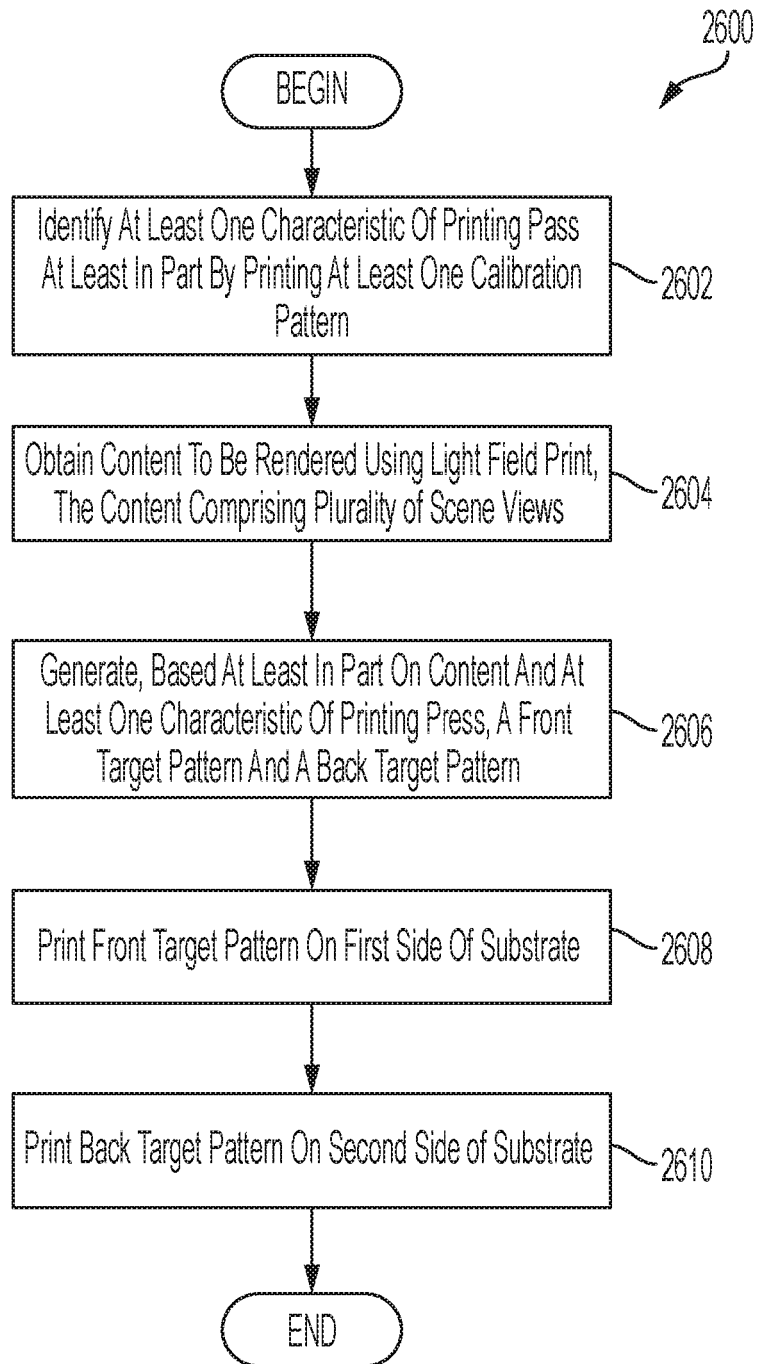 2600
BEGIN
Identify At Least One Characteristic Of Printing Pass
At Least In Part By Printing At Least One Calibration
Pattern
2602
Obtain Content To Be Rendered Using Light Field Print,
The Content Comprising Plurality of Scene Views
2604
Generate, Based At Least In Part On Content And At
Least One Characteristic Of Printing Press, A Front
Target Pattern And A Back Target Pattern
2606
Print Front Target Pattern On First Side Of Substrate
2608
Print Back Target Pattern On Second Side of Substrate
2610
END